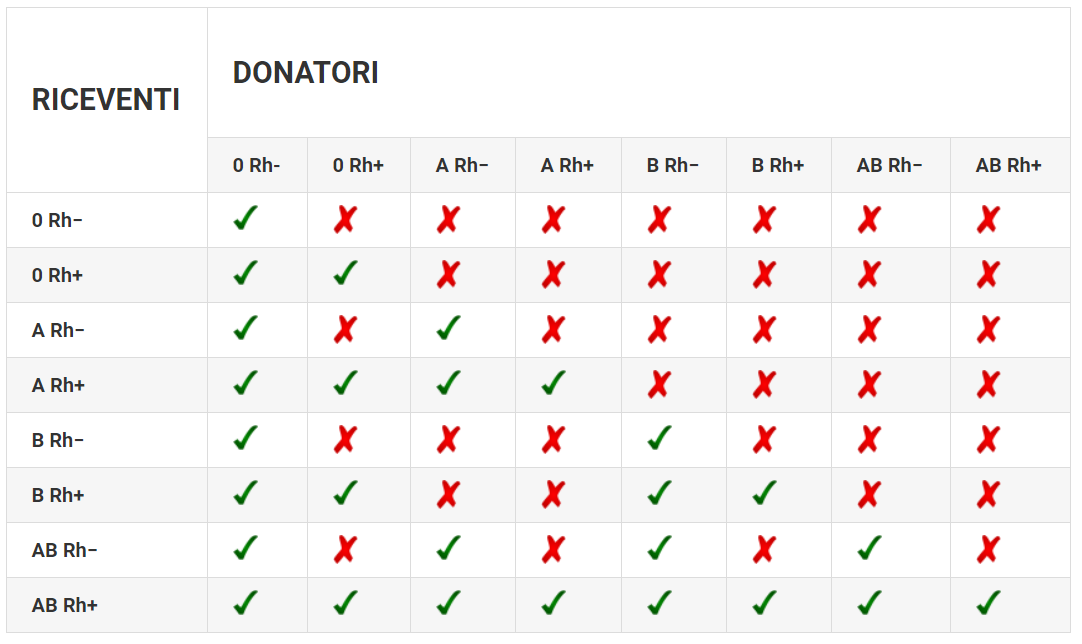 DONATORI
RICEVENTI
0 Rh- 0 Rh+ A Rh− A Rh+ B Rh− B Rh+ AB Rh− AB Rh+
0 Rh− ✓ ✗ ✗ ✗ ✗ ✗ ✗ ✗
0 Rh+ ✓ ✓ ✗ ✗ ✗ ✗ ✗ ✗
A Rh− ✓ ✗ ✓ ✗ ✗ ✗ ✗ ✗
A Rh+ ✓ ✓ ✓ ✓ ✗ ✗ ✗ ✗
B Rh− ✓ ✗ ✗ ✗ ✓ ✗ ✗ ✗
B Rh+ ✓ ✓ ✗ ✗ ✓ ✓ ✗ ✗
AB Rh− ✓ ✗ ✓ ✗ ✓ ✗ ✓ ✗
AB Rh+ ✓ ✓ ✓ ✓ ✓ ✓ ✓ ✓